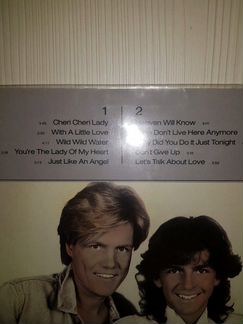 1
Cheri Cheri Lady
With A Little Love
Wild Wild Water
You're The Lady Of My Heart
Just Like An Angel
2
Heaven Will Know
Don't Live Here Anymore
Did You Do It Just Tonight
Don't Give Up
Let's Talk About Love